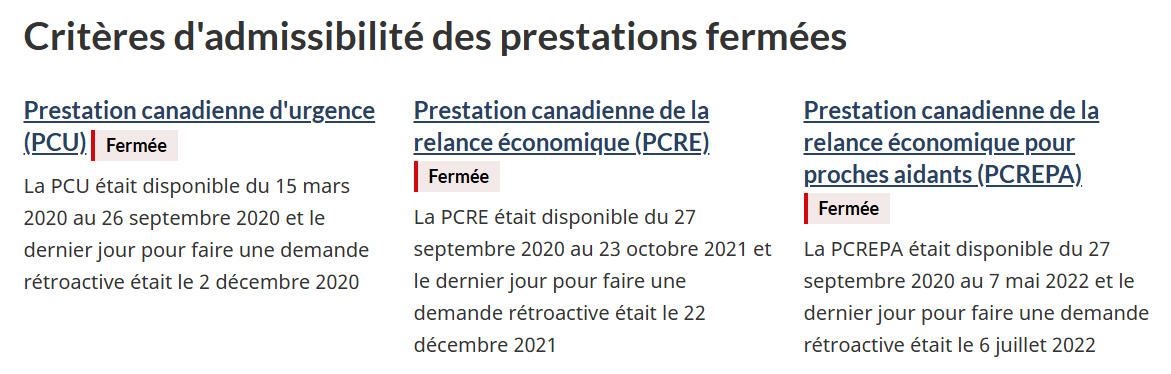 Critères d'admissibilité des prestations fermées
Prestation canadienne d'urgence
(PCU) Fermée
La PCU était disponible du 15 mars
2020 au 26 septembre 2020 et le
dernier jour pour faire une demande
rétroactive était le 2 décembre 2020
Prestation canadienne de la
relance économique (PCRE)
Fermée
La PCRE était disponible du 27
septembre 2020 au 23 octobre 2021 et
le dernier jour pour faire une
demande rétroactive était le 22
décembre 2021
Prestation canadienne de la
relance économique pour
proches aidants (PCREPA)
Fermée
La PCREPA était disponible du 27
septembre 2020 au 7 mai 2022 et le
dernier jour pour faire une demande
rétroactive était le 6 juillet 2022